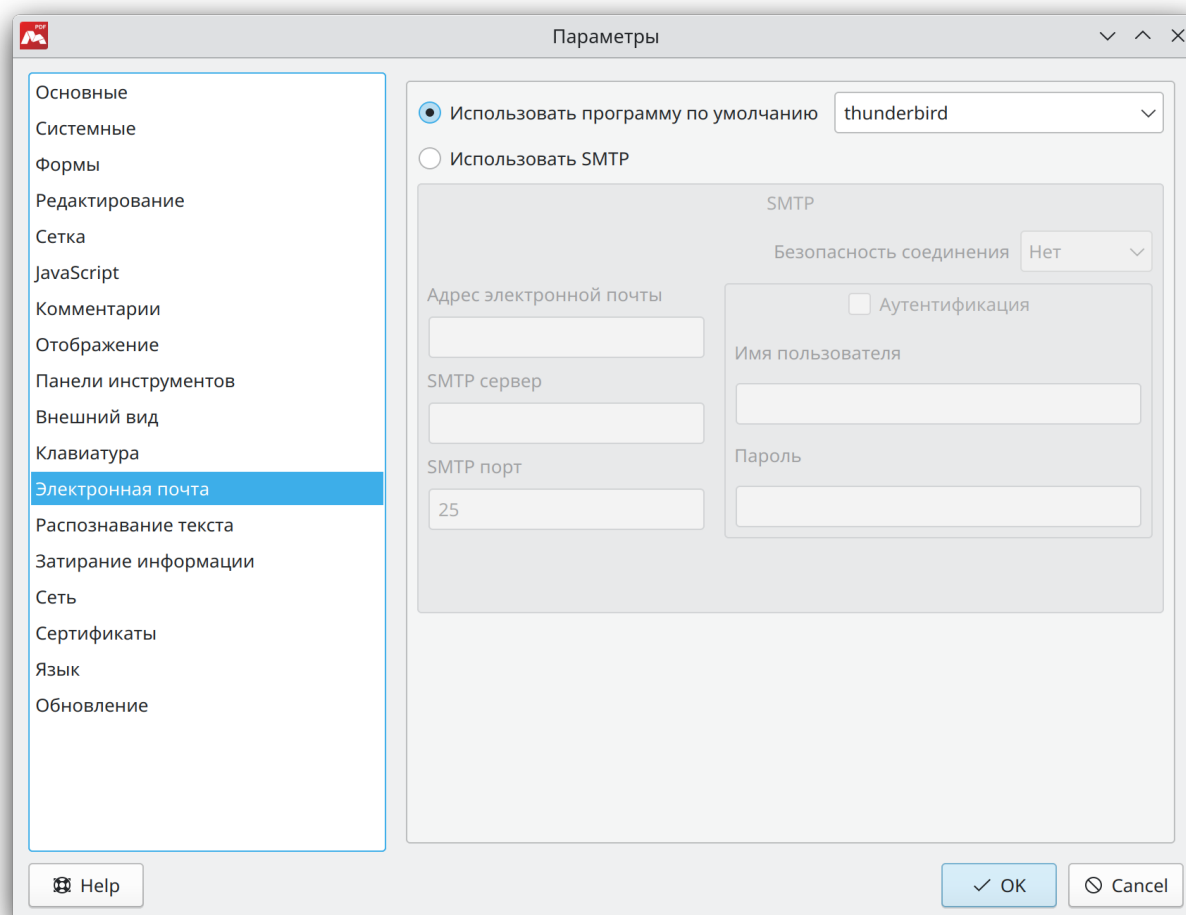 PDF
Параметры
Основные
Системные
Формы
Редактирование
Сетка
JavaScript
Комментарии
Отображение
Панели инструментов
Внешний вид
Клавиатура
Электронная почта
Распознавание текста
Затирание информации
Сеть
Сертификаты
Язык
Обновление
Использовать программу по умолчанию thunderbird
Использовать SMTP
SMTP
Безопасность соединения Нет
Адрес электронной почты
SMTP сервер
SMTP порт
25
Аутентификация
Имя пользователя
Пароль
Help
OK
Cancel